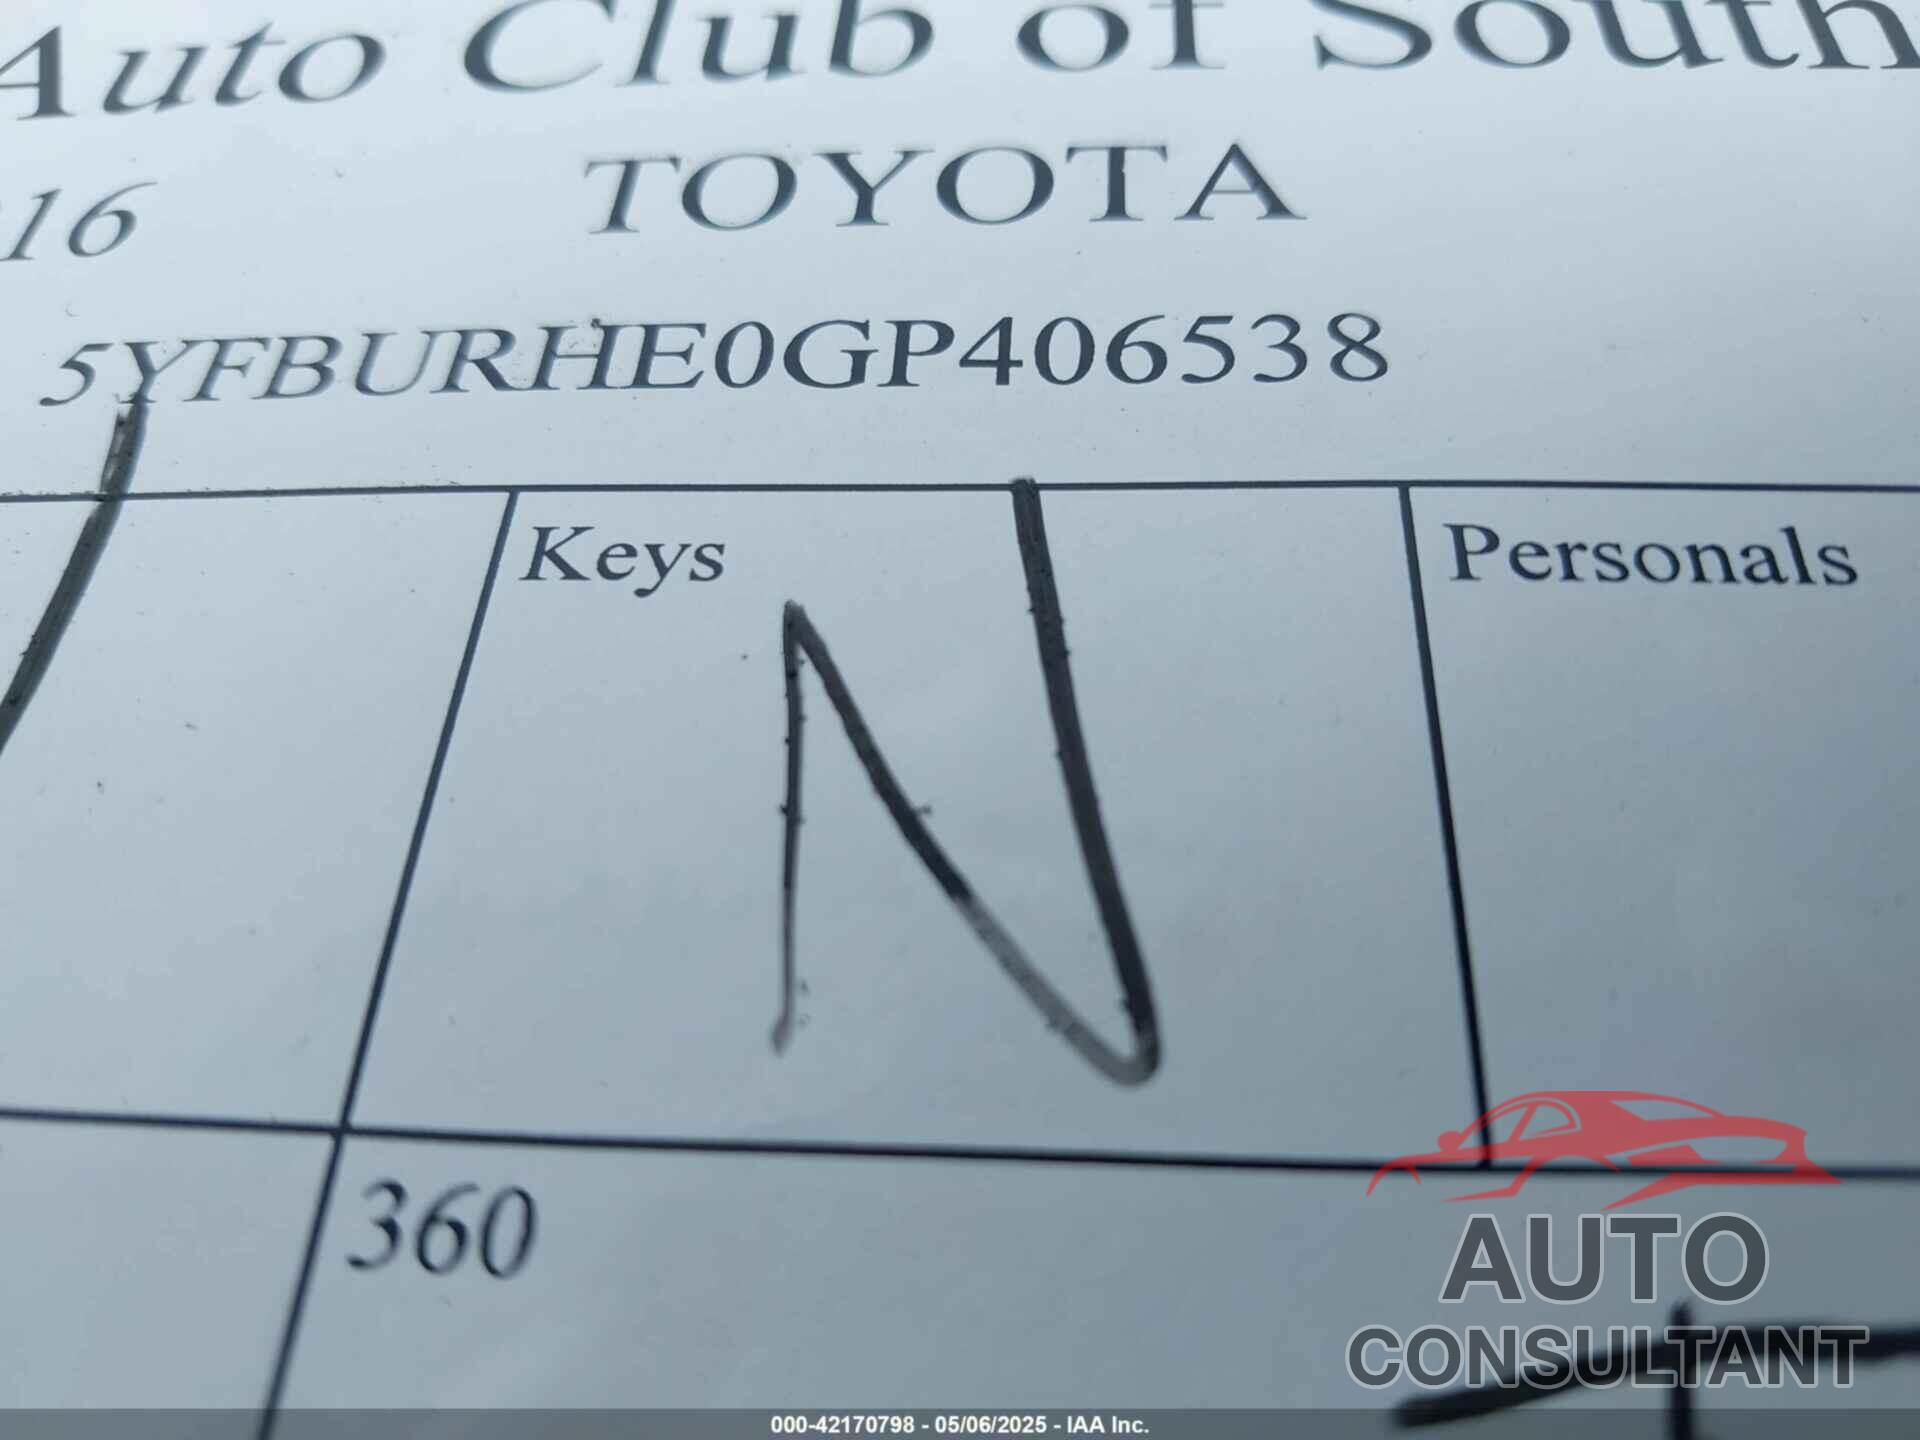 Auto Club of South
16
TOYOTA
5YFBURHE0GP406538
Keys
Personals
N
360
AUTO
CONSULTANT
000-42170798 - 05/06/2025 - IAA Inc.